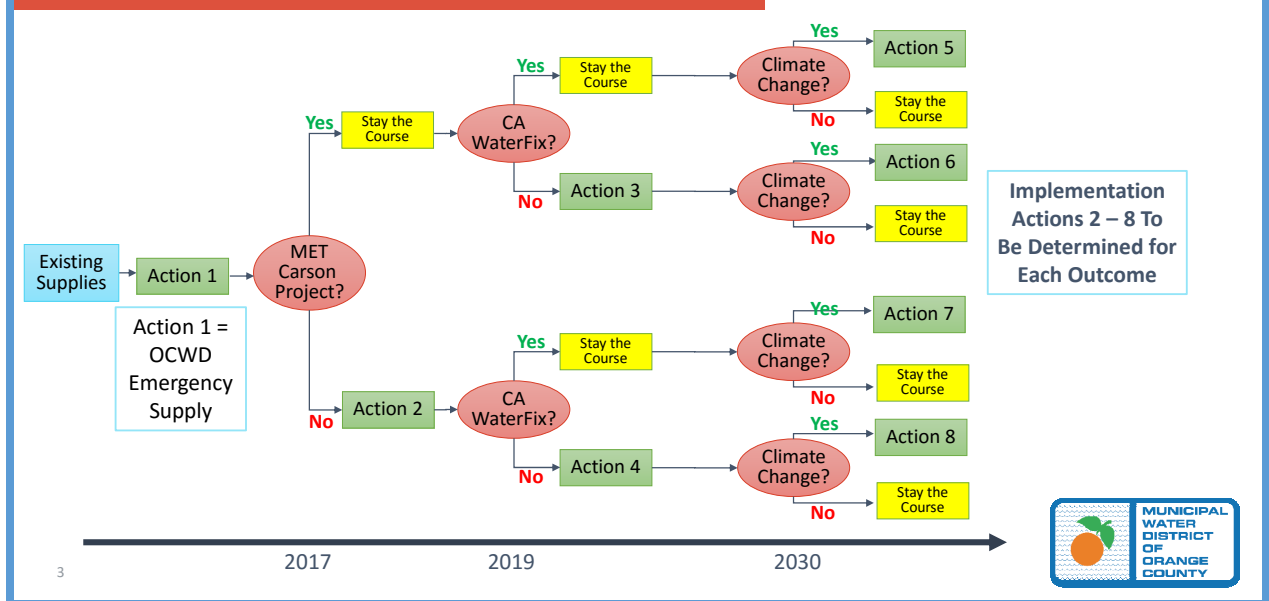 Yes
Action 5
Climate
Change?
Yes
Stay the
Course
Stay the
Course
No
Yes
Stay the
Course
CA
WaterFix?
Yes
Action 6
Climate
Change?
No
Action 3
Stay the
Course
No
Implementation
Actions 2 – 8 To
Be Determined for
Each Outcome
Existing
Supplies
Action 1
MET
Carson
Project?
Action 1 =
OCWD
Emergency
Supply
Yes
Action 7
Climate
Change?
Yes
Stay the
Course
Stay the
Course
No
No
Action 2
CA
WaterFix?
Yes
Action 8
Climate
Change?
No
Action 4
Stay the
Course
No
2017
2019
2030
3
MUNICIPAL
WATER
DISTRICT
OF
ORANGE
COUNTY